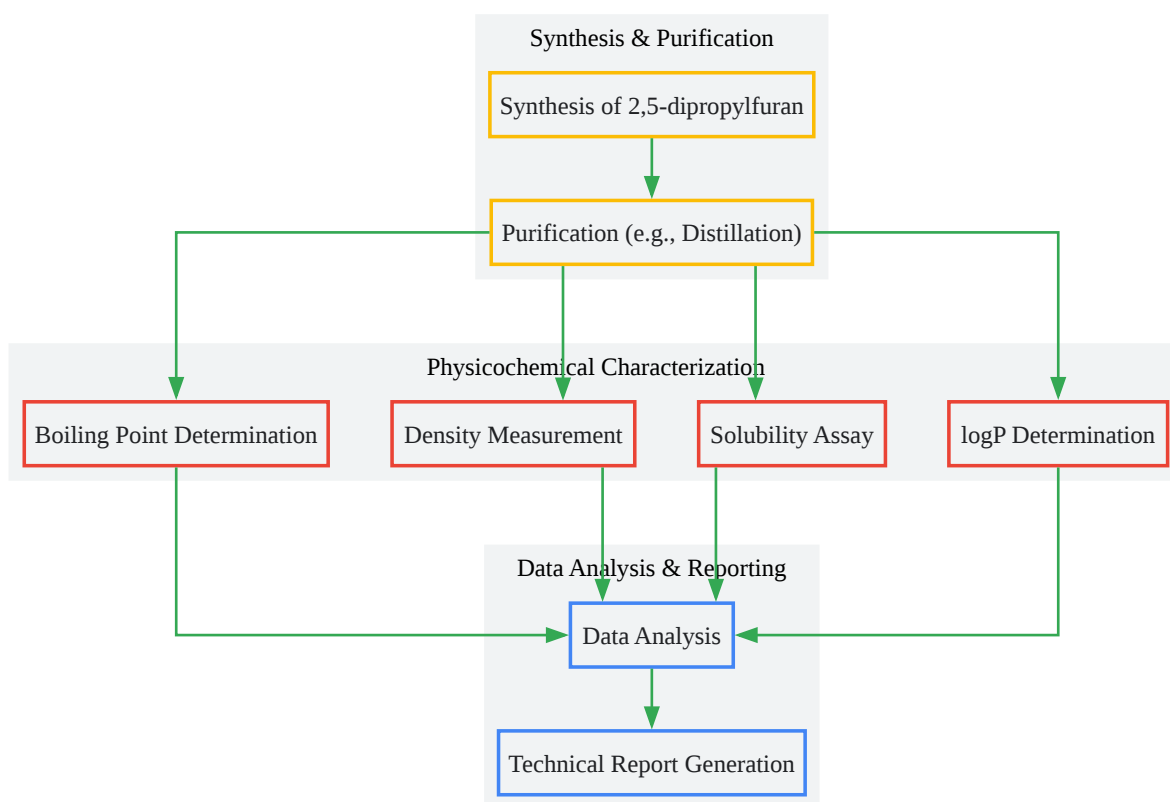 Synthesis & Purification
Synthesis of 2,5-dipropylfuran
Purification (e.g., Distillation)
Physicochemical Characterization
Boiling Point Determination
Density Measurement
Solubility Assay
logP Determination
Data Analysis & Reporting
Data Analysis
Technical Report Generation